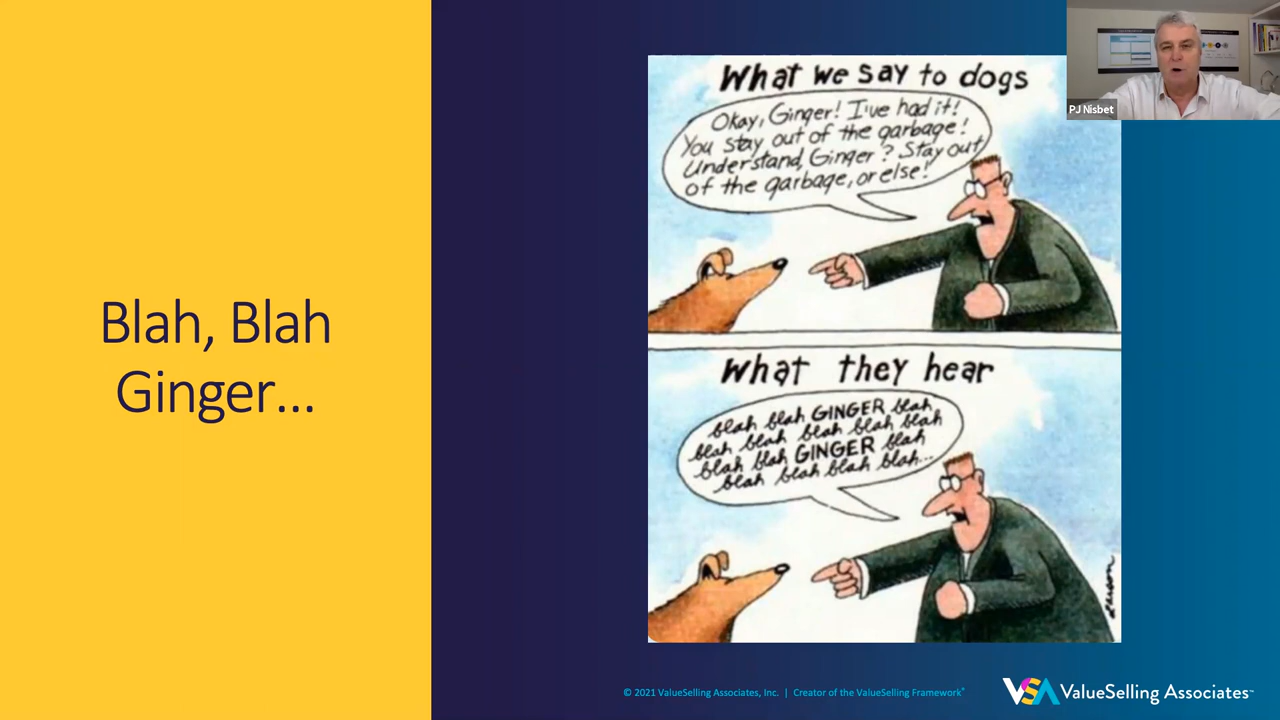 Blah, Blah
Ginger...
What we say to dogs
Okay, Ginger! I've had it!
You stay out of the garbage!
Understand, Ginger? Stay out
of the garbage, or else!
What they hear
blah blah GINGER blah
blah blah blah blah blah
blah blah GINGER blah
blah blah blah blah...
Larson
PJ Nisbet
© 2021 ValueSelling Associates, Inc. | Creator of the ValueSelling Framework®
VSA ValueSelling Associates™